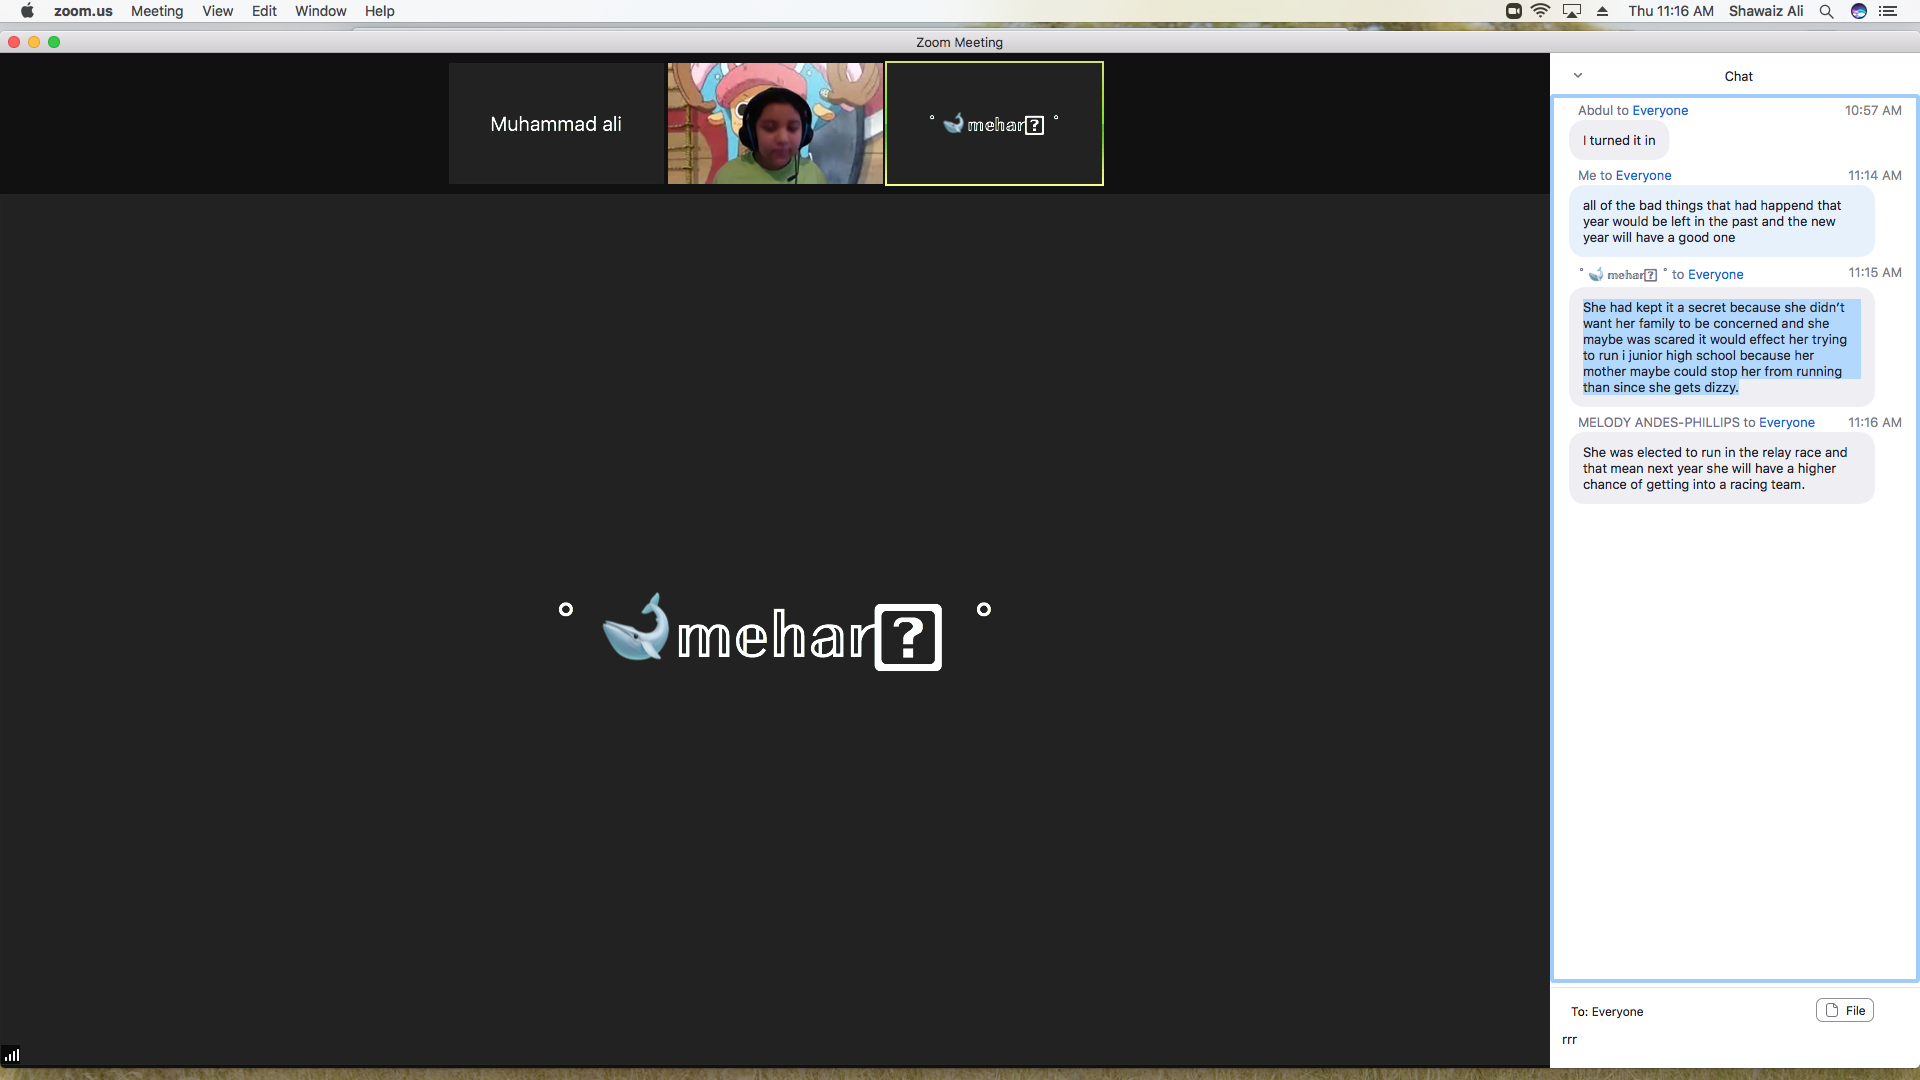 zoom.us Meeting View Edit Window Help Thu 11:16 AM Shawaiz Ali
Zoom Meeting
Muhammad ali
° 🐳𝕞𝕖𝕙𝕒𝕣 °
° 🐳𝕞𝕖𝕙𝕒𝕣 °
Chat
Abdul to Everyone 10:57 AM
I turned it in
Me to Everyone 11:14 AM
all of the bad things that had happend that
year would be left in the past and the new
year will have a good one
° 🐳𝕞𝕖𝕙𝕒𝕣 ° to Everyone 11:15 AM
She had kept it a secret because she didn’t
want her family to be concerned and she
maybe was scared it would effect her trying
to run i junior high school because her
mother maybe could stop her from running
than since she gets dizzy.
MELODY ANDES-PHILLIPS to Everyone 11:16 AM
She was elected to run in the relay race and
that mean next year she will have a higher
chance of getting into a racing team.
To: Everyone File
rrr